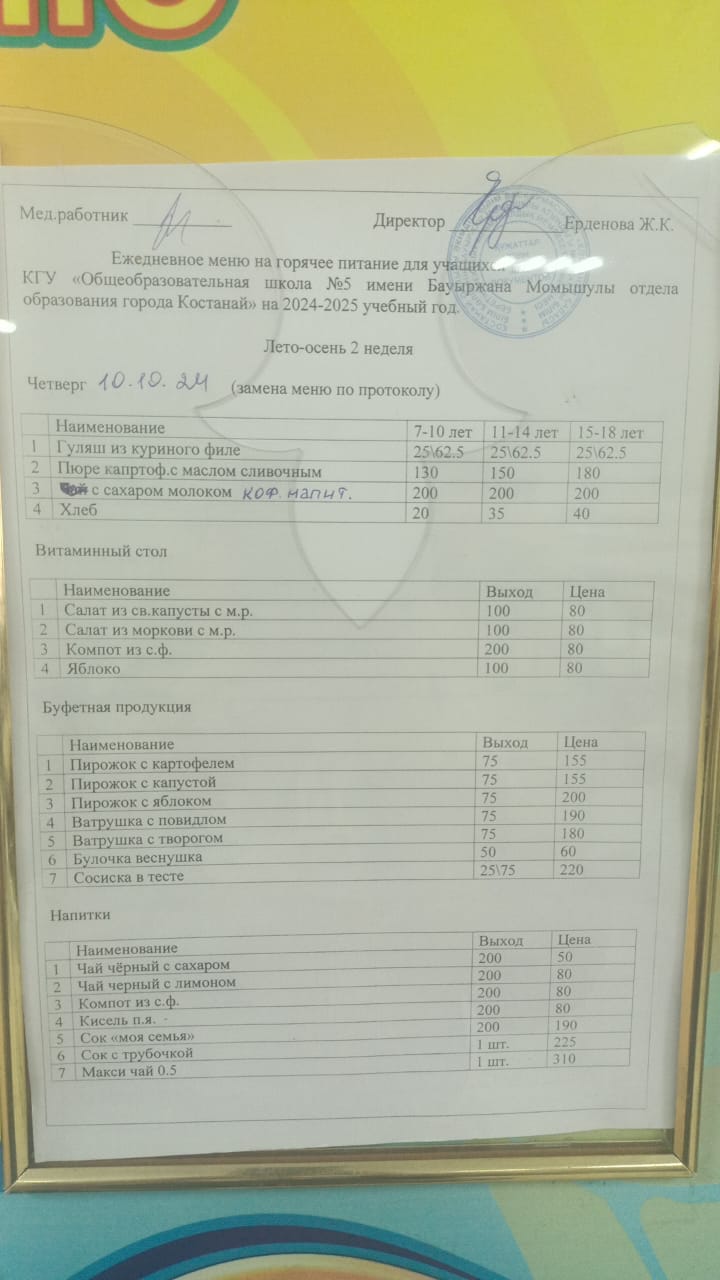 Мед.работник Директор Ерденова Ж.К.
Ежедневное меню на горячее питание для учащихся
КГУ «Общеобразовательная школа №5 имени Бауыржана Момышулы отдела
образования города Костанай» на 2024-2025 учебный год.
Лето-осень 2 неделя
Четверг 10.10.24 (замена меню по протоколу)
Наименование 7-10 лет 11-14 лет 15-18 лет
1 Гуляш из куриного филе 25\62.5 25\62.5 25\62.5
2 Пюре капртоф.с маслом сливочным 130 150 180
3 с сахаром молоком коф. напит. 200 200 200
4 Хлеб 20 35 40
Витаминный стол
Наименование Выход Цена
1 Салат из св.капусты с м.р. 100 80
2 Салат из моркови с м.р. 100 80
3 Компот из с.ф. 200 80
4 Яблоко 100 80
Буфетная продукция
Наименование Выход Цена
1 Пирожок с картофелем 75 155
2 Пирожок с капустой 75 155
3 Пирожок с яблоком 75 200
4 Ватрушка с повидлом 75 190
5 Ватрушка с творогом 75 180
6 Булочка веснушка 50 60
7 Сосиска в тесте 25\75 220
Напитки
Наименование Выход Цена
1 Чай чёрный с сахаром 200 50
2 Чай черный с лимоном 200 80
3 Компот из с.ф. 200 80
4 Кисель п.я. 200 80
5 Сок «моя семья» 200 190
6 Сок с трубочкой 1 шт. 225
7 Макси чай 0.5 1 шт. 310